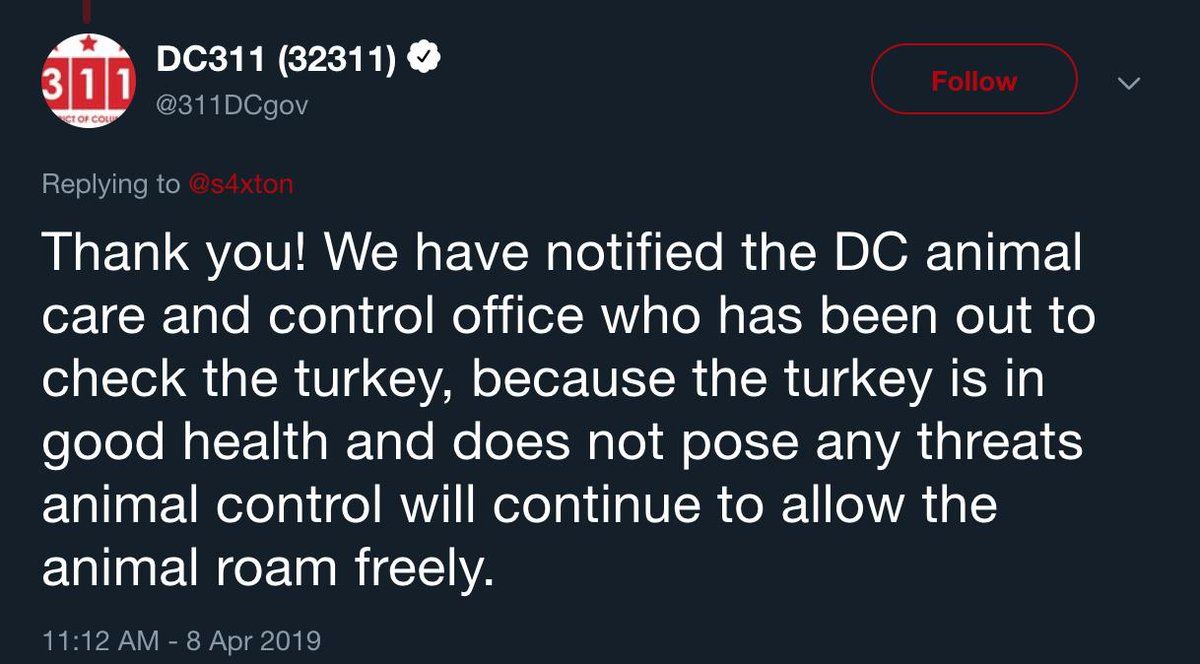 311
ICT OF COLU
DC311 (32311)
@311DCgov
Follow
Replying to @s4xton
Thank you! We have notified the DC animal
care and control office who has been out to
check the turkey, because the turkey is in
good health and does not pose any threats
animal control will continue to allow the
animal roam freely.
11:12 AM - 8 Apr 2019